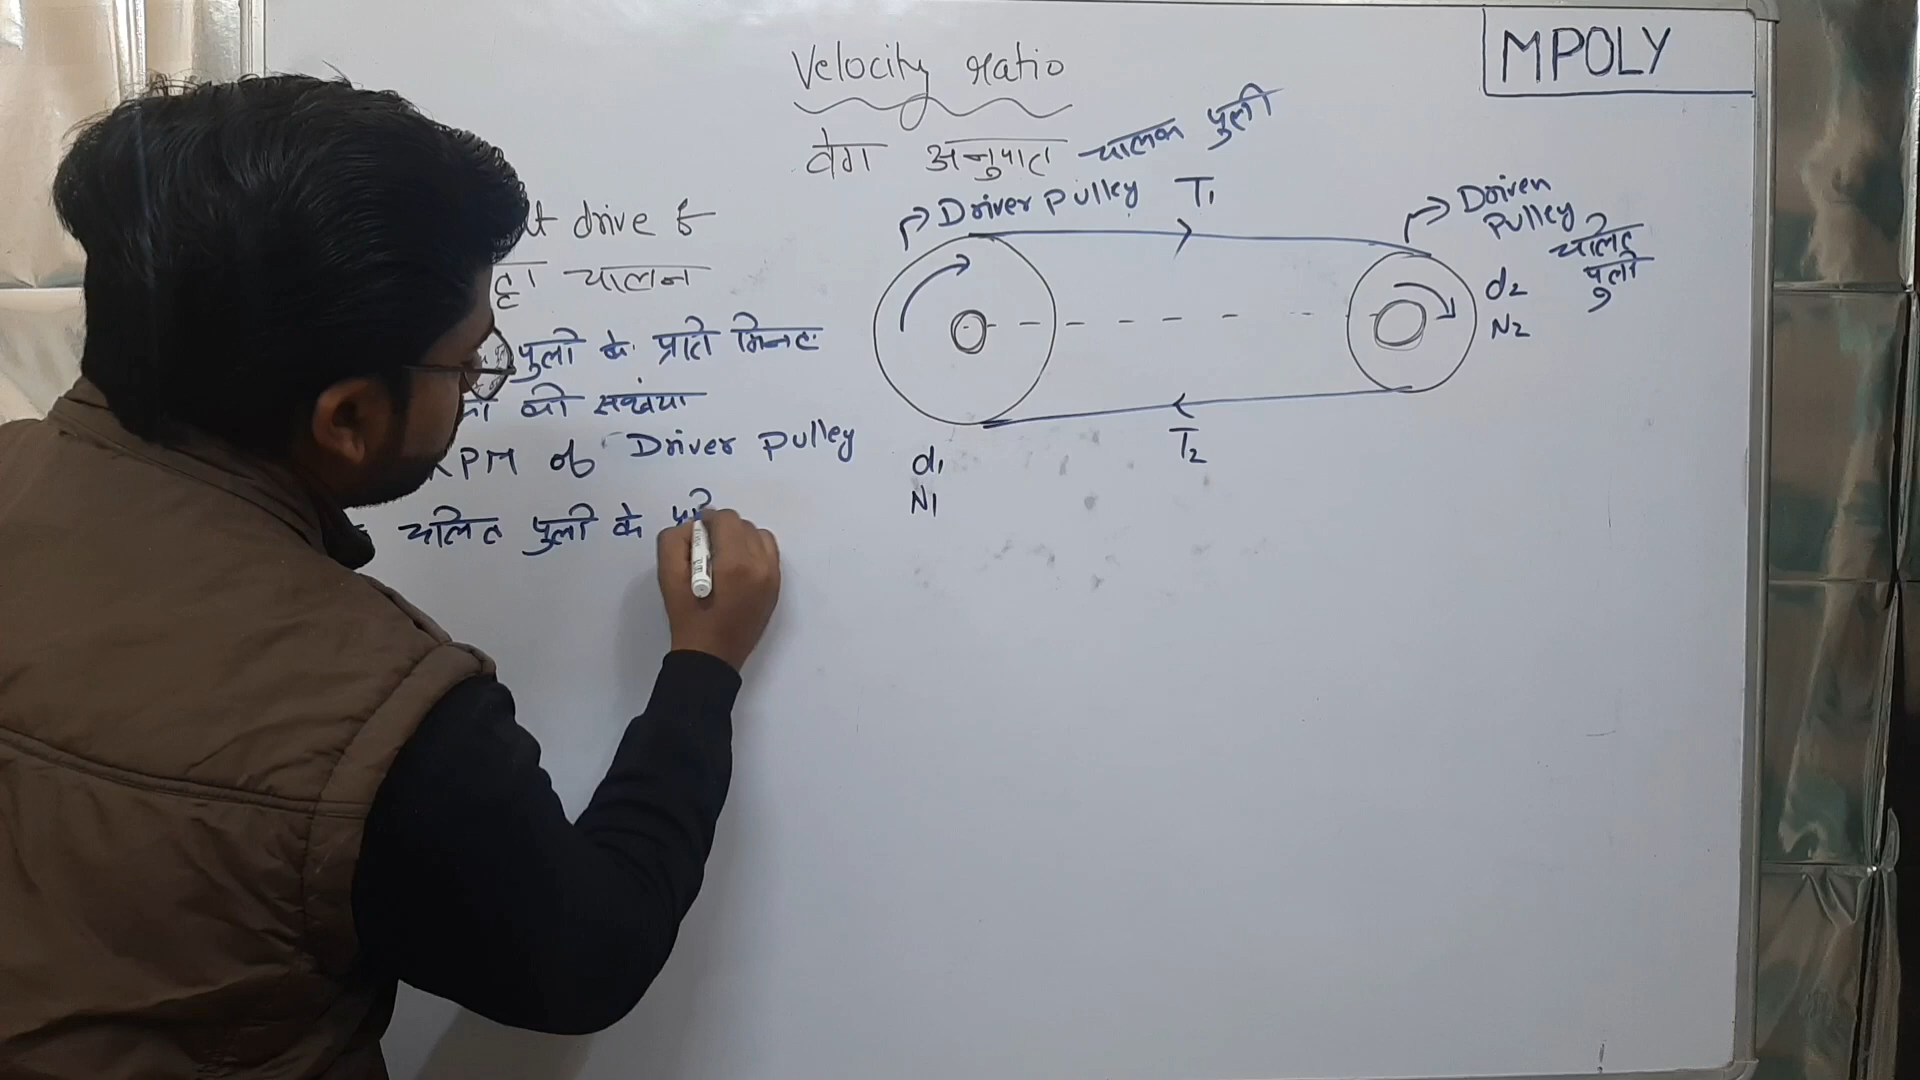 MPOLY
Velocity ratio
वेग अनुपात
चालक पुली
Driver pulley T1
Driven
Pulley
चालित
पुली
drive
चालन
पुली के प्रति मिनट
की
RPM of Driver pulley
चलित पुली के
d1
N1
T2
d2
N2